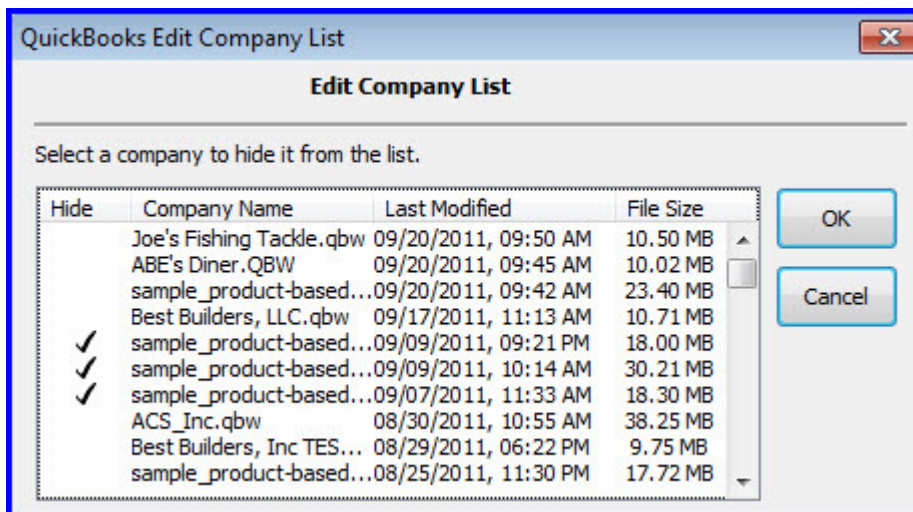 QuickBooks Edit Company List
Edit Company List
Select a company to hide it from the list.
Hide Company Name Last Modified File Size
Joe's Fishing Tackle.qbw 09/20/2011, 09:50 AM 10.50 MB
ABE's Diner.QBW 09/20/2011, 09:45 AM 10.02 MB
sample_product-based... 09/20/2011, 09:42 AM 23.40 MB
Best Builders, LLC.qbw 09/17/2011, 11:13 AM 10.71 MB
✓ sample_product-based... 09/09/2011, 09:21 PM 18.00 MB
✓ sample_product-based... 09/09/2011, 10:14 AM 30.21 MB
✓ sample_product-based... 09/07/2011, 11:33 AM 18.30 MB
ACS_Inc.qbw 08/30/2011, 10:55 AM 38.25 MB
Best Builders, Inc TES... 08/29/2011, 06:22 PM 9.75 MB
sample_product-based... 08/25/2011, 11:30 PM 17.72 MB
OK
Cancel